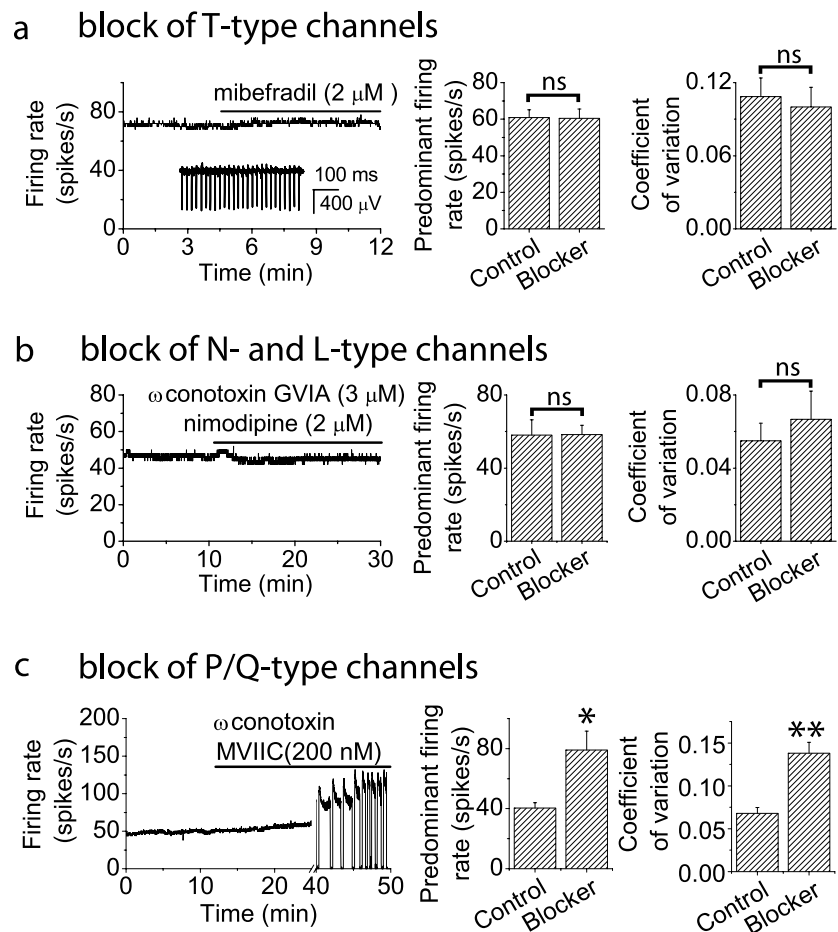 a block of T-type channels
Firing rate
(spikes/s)
80
40
0
mibefradil (2 μM )
100 ms
400 μV
0 3 6 9 12
Time (min)
Predominant firing
rate (spikes/s)
80
60
40
20
0
ns
Control
Blocker
Coefficient
of variation
0.12
0.06
0.00
ns
Control
Blocker
b block of N- and L-type channels
Firing rate
(spikes/s)
80
60
40
20
0
ω conotoxin GVIA (3 μM)
nimodipine (2 μM)
0 10 20 30
Time (min)
Predominant firing
rate (spikes/s)
80
40
0
ns
Control
Blocker
Coefficient
of variation
0.08
0.04
0.00
ns
Control
Blocker
c block of P/Q-type channels
Firing rate
(spikes/s)
200
150
100
50
0
ω conotoxin
MVIIC(200 nM)
0 10 20 40 50
Time (min)
Predominant firing
rate (spikes/s)
80
40
0
*
Control
Blocker
Coefficient
of variation
0.15
0.10
0.05
0.00
**
Control
Blocker